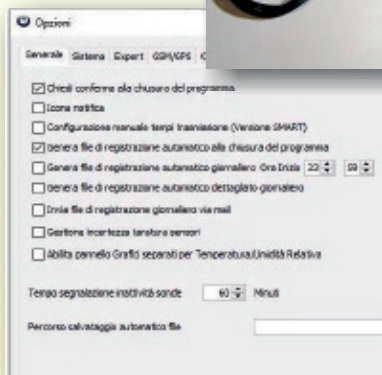 Opzioni
Generale Sistema Expert GSM/GPS
Chiedi conferma alla chiusura del programma
Icona notifica
Configurazione manuale tempi trasmissione (Versione SMART)
Genera file di registrazione automatico alla chiusura del programma
Genera file di registrazione automatico giornaliero Ora Inizio 23 59
Genera file di registrazione automatico dettagliato giornaliero
Invia file di registrazione giornaliero via mail
Gestione incertezza taratura sensori
Abilita pannello Grafici separati per Temperatura/Umidità Relativa
Tempo segnalazione inattività sonde 60 Minuti
Percorso salvataggio automatico file